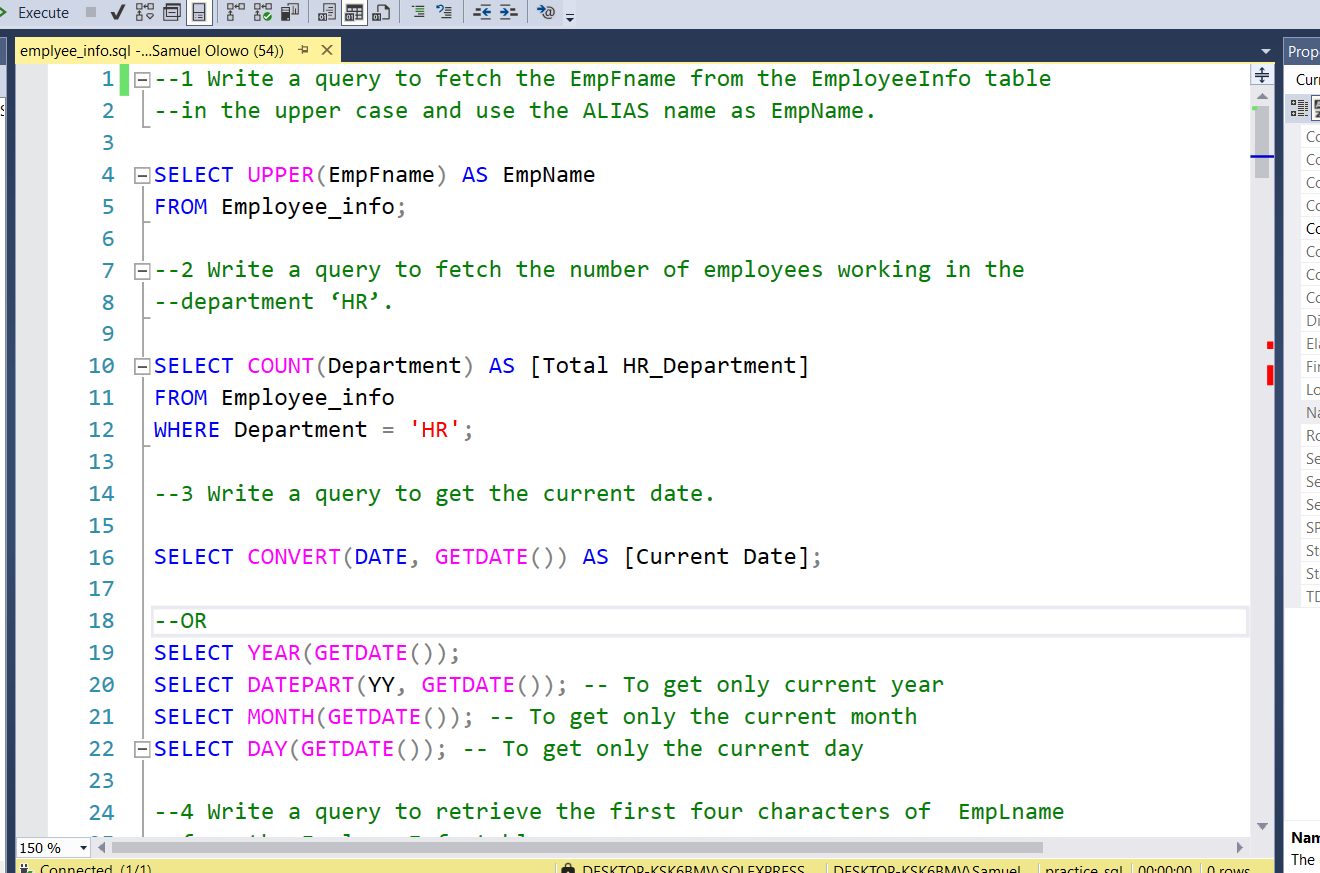 Execute
emplyee_info.sql -...Samuel Olowo (54))
Prop
Curr
1 --1 Write a query to fetch the EmpFname from the EmployeeInfo table
2 --in the upper case and use the ALIAS name as EmpName.
3
4 SELECT UPPER(EmpFname) AS EmpName
5 FROM Employee_info;
6
7 --2 Write a query to fetch the number of employees working in the
8 --department ‘HR’.
9
10 SELECT COUNT(Department) AS [Total HR_Department]
11 FROM Employee_info
12 WHERE Department = 'HR';
13
14 --3 Write a query to get the current date.
15
16 SELECT CONVERT(DATE, GETDATE()) AS [Current Date];
17
18 --OR
19 SELECT YEAR(GETDATE());
20 SELECT DATEPART(YY, GETDATE()); -- To get only current year
21 SELECT MONTH(GETDATE()); -- To get only the current month
22 SELECT DAY(GETDATE()); -- To get only the current day
23
24 --4 Write a query to retrieve the first four characters of  EmpLname
Co
Co
Co
Co
Co
Co
Co
Co
Di
Ela
Fin
Lo
Na
Ro
Se
Se
Se
SP
Sta
Sta
TD
Nam
The
150 %
Connected. (1/1)
DESKTOP-KSK6BMV\SQLEXPRESS
DESKTOP-KSK6BMV\Samuel
practice_sql
00:00:00
0 rows